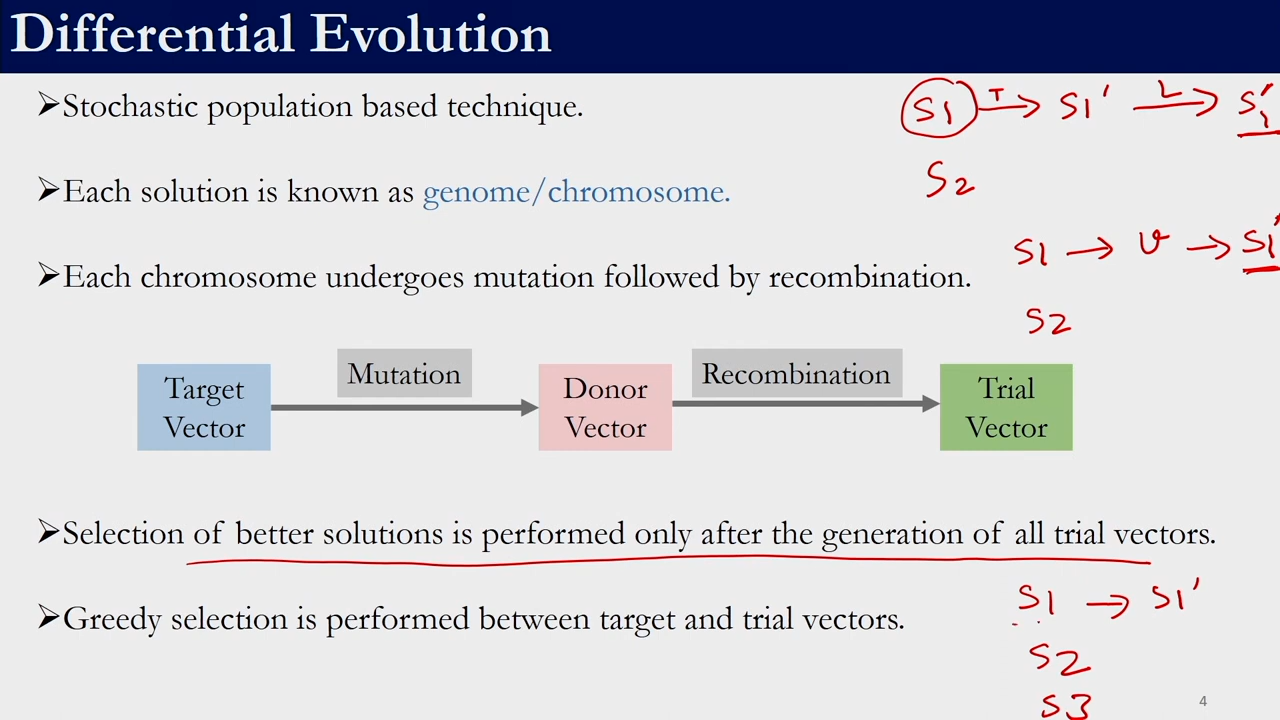 Differential Evolution
➢Stochastic population based technique.
S1 T→ S1' L→ S1'
S2
➢Each solution is known as genome/chromosome.
S1 → v → S1'
➢Each chromosome undergoes mutation followed by recombination.
S2
Target Vector
Mutation
Donor Vector
Recombination
Trial Vector
➢Selection of better solutions is performed only after the generation of all trial vectors.
S1 → S1'
➢Greedy selection is performed between target and trial vectors.
S2
S3
4